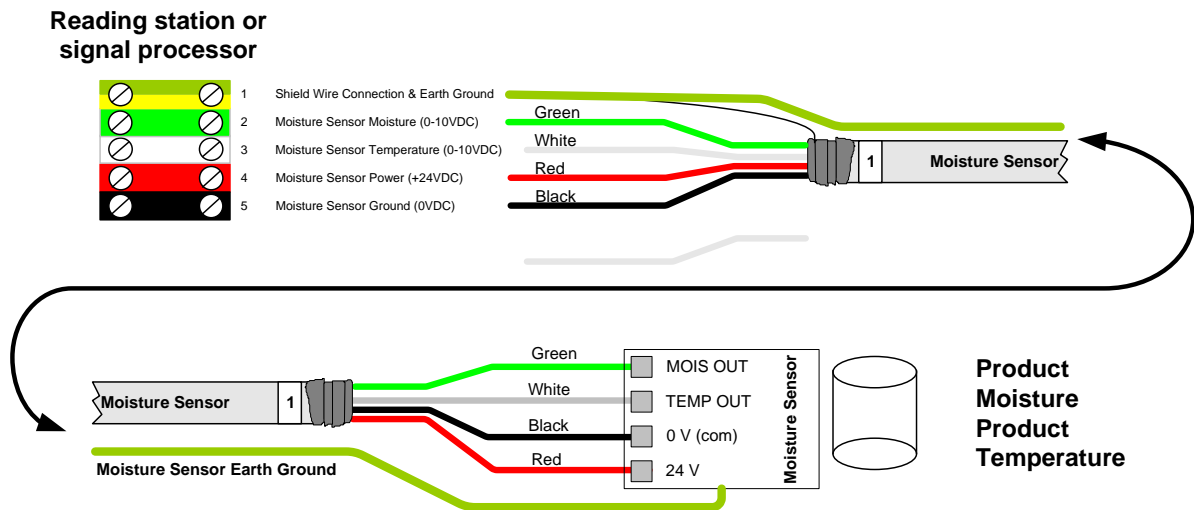 Reading station or
signal processor
1 Shield Wire Connection & Earth Ground
2 Moisture Sensor Moisture (0-10VDC) Green
3 Moisture Sensor Temperature (0-10VDC) White
4 Moisture Sensor Power (+24VDC) Red
5 Moisture Sensor Ground (0VDC) Black
1 Moisture Sensor
Moisture Sensor 1
Green
White
Black
Red
MOIS OUT
TEMP OUT
0 V (com)
24 V
Moisture Sensor
Moisture Sensor Earth Ground
Product
Moisture
Product
Temperature